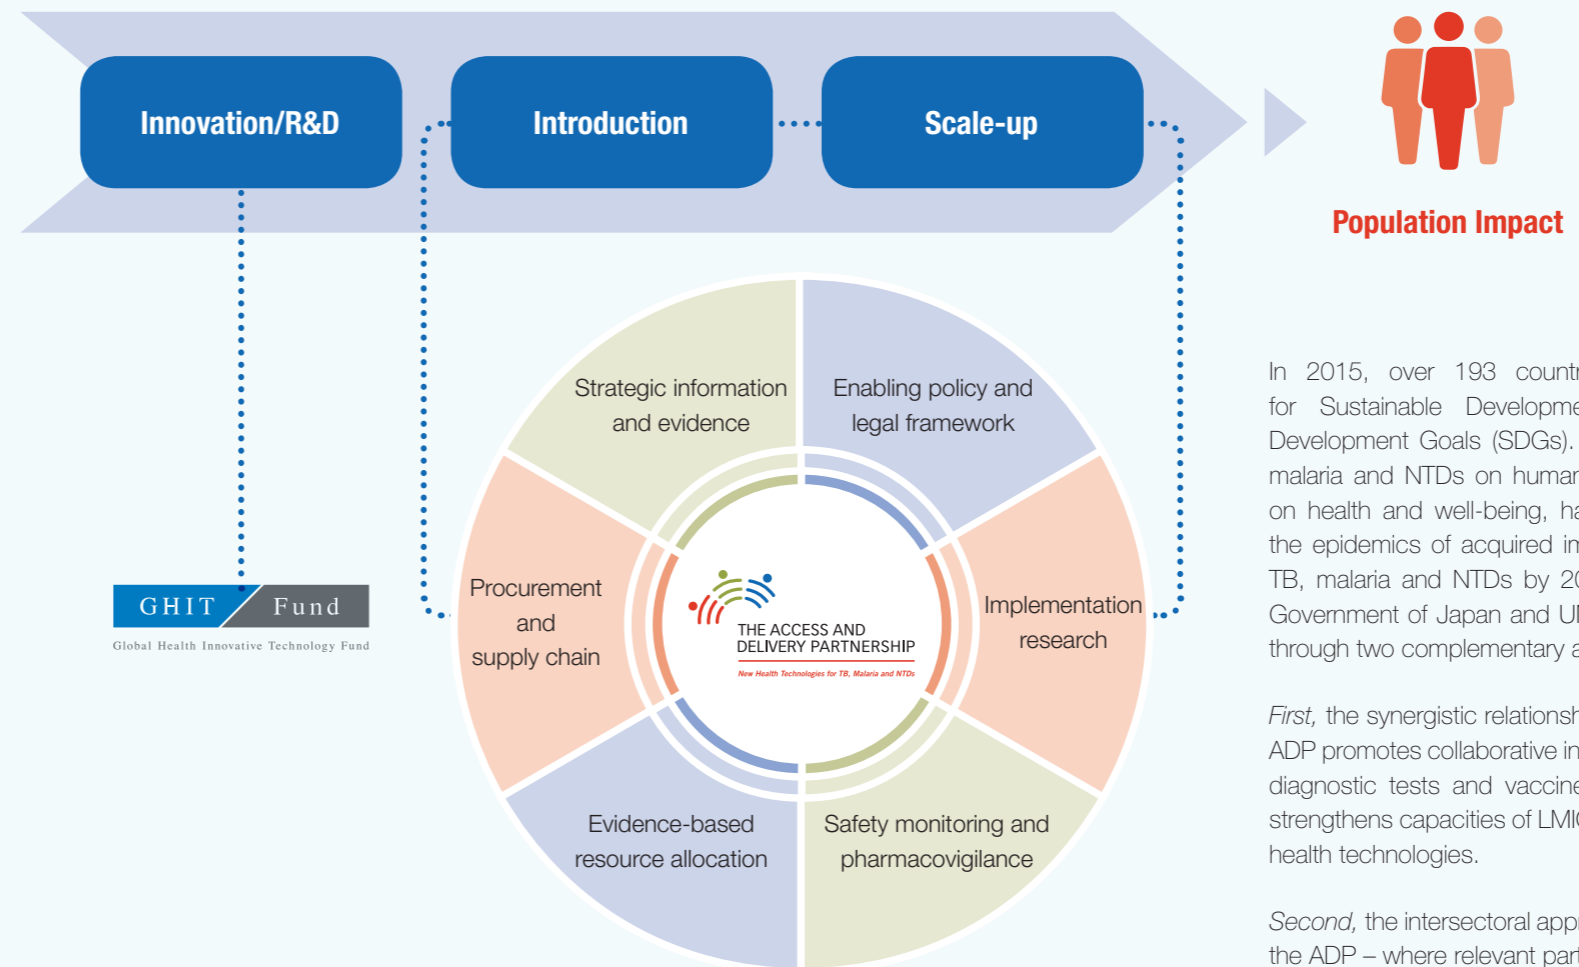 Innovation/R&D
Introduction
Scale-up
Population Impact
Strategic information
and evidence
Enabling policy and
legal framework
Procurement
and
supply chain
Implementation
research
Evidence-based
resource allocation
Safety monitoring and
pharmacovigilance
THE ACCESS AND
DELIVERY PARTNERSHIP
New Health Technologies for TB, Malaria and NTDs
GHIT Fund
Global Health Innovative Technology Fund
In 2015, over 193
for Sustainable
Development Goals (SDGs).
malaria and NTDs on human
on health and well-being,
the epidemics of acquired
TB, malaria and NTDs by
Government of Japan and
through two complementary
First, the synergistic
ADP promotes collaborative
diagnostic tests and
strengthens capacities of
health technologies.
Second, the intersectoral
the ADP – where relevant